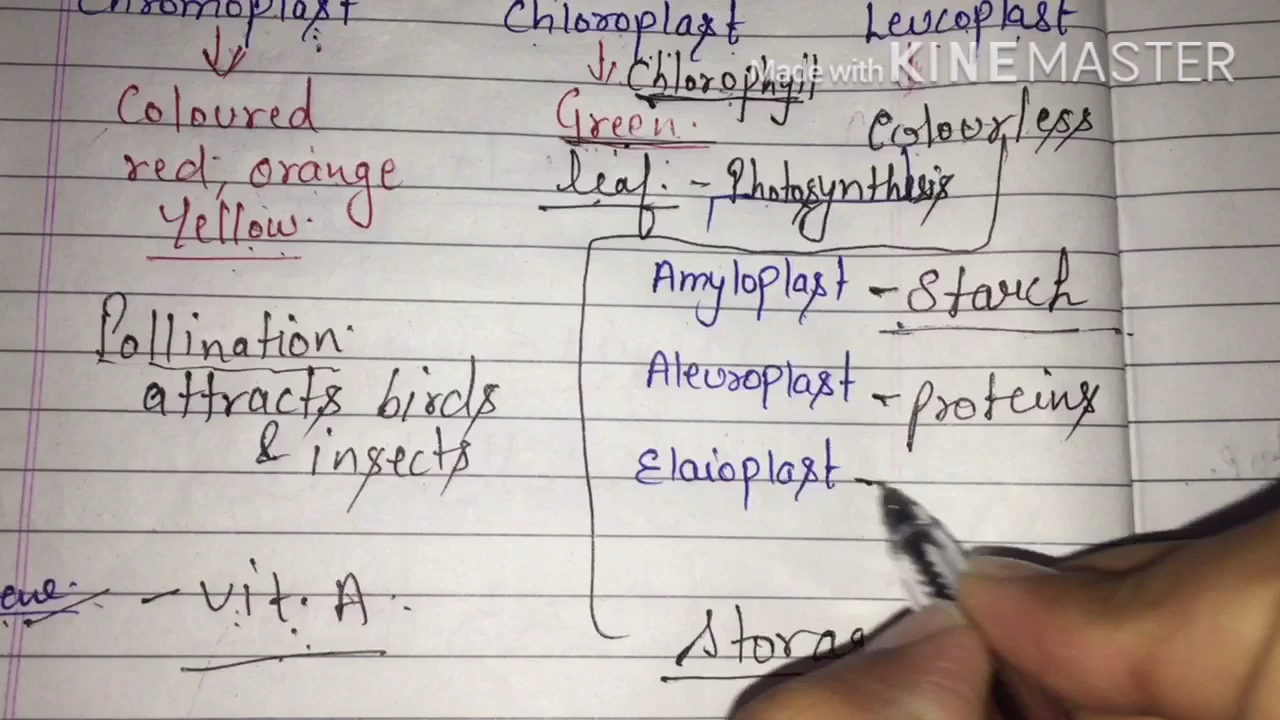 Chromoplast Chloroplast Leucoplast
Made with KINEMASTER
Chlorophyll
Coloured Green. Colourless
red, orange leaf. - Photosynthesis
Yellow.
Amyloplast - Starch
Pollination.
attracts birds Aleuroplast - proteins
& insects Elaioplast -
- vit. A